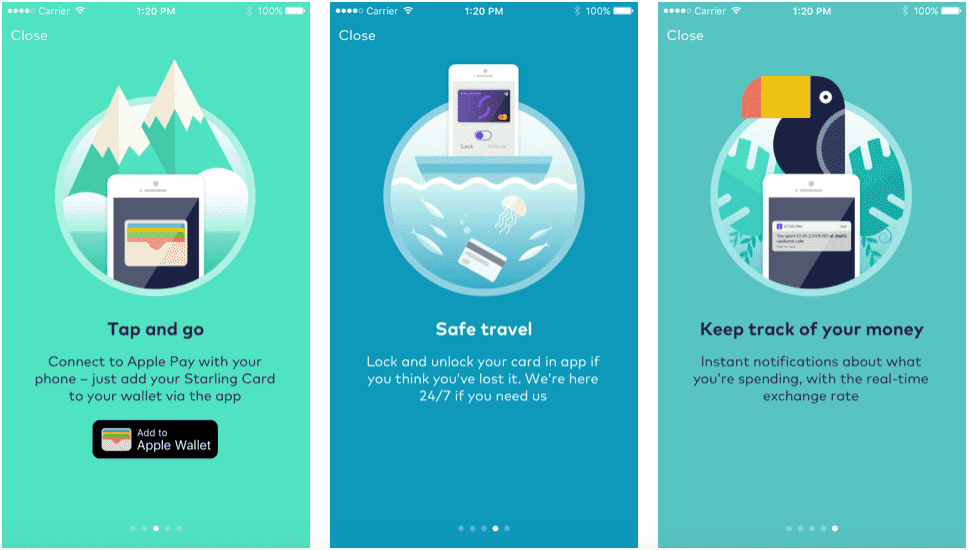 Carrier 1:20 PM 100%
Close
Tap and go
Connect to Apple Pay with your
phone – just add your Starling Card
to your wallet via the app
Add to
Apple Wallet
Carrier 1:20 PM 100%
Close
Lock Unlock
Safe travel
Lock and unlock your card in app if
you think you’ve lost it. We’re here
24/7 if you need us
Carrier 1:20 PM 100%
Close
STARLING
rainforest cafe
Keep track of your money
Instant notifications about what
you’re spending, with the real-time
exchange rate